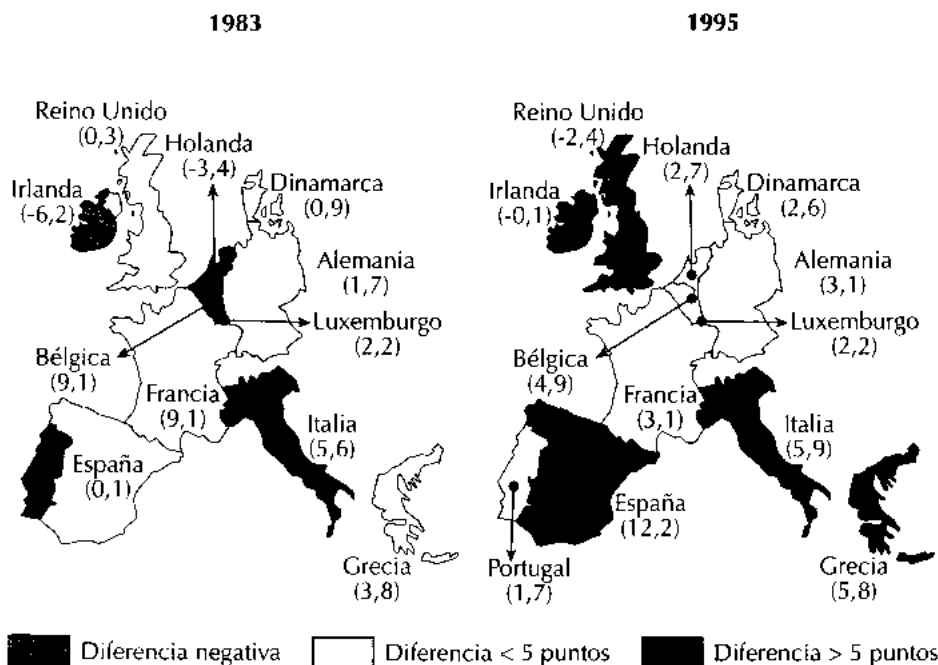 1983
Reino Unido
(0,3)
Holanda
(-3,4)
Irlanda
(-6,2)
Dinamarca
(0,9)
Alemania
(1,7)
Luxemburgo
(2,2)
Bélgica
(9,1)
Francia
(9,1)
Italia
(5,6)
España
(0,1)
Grecia
(3,8)
1995
Reino Unido
(-2,4)
Holanda
(2,7)
Irlanda
(-0,1)
Dinamarca
(2,6)
Alemania
(3,1)
Luxemburgo
(2,2)
Bélgica
(4,9)
Francia
(3,1)
Italia
(5,9)
España
(12,2)
Portugal
(1,7)
Grecia
(5,8)
Diferencia negativa
Diferencia < 5 puntos
Diferencia > 5 puntos